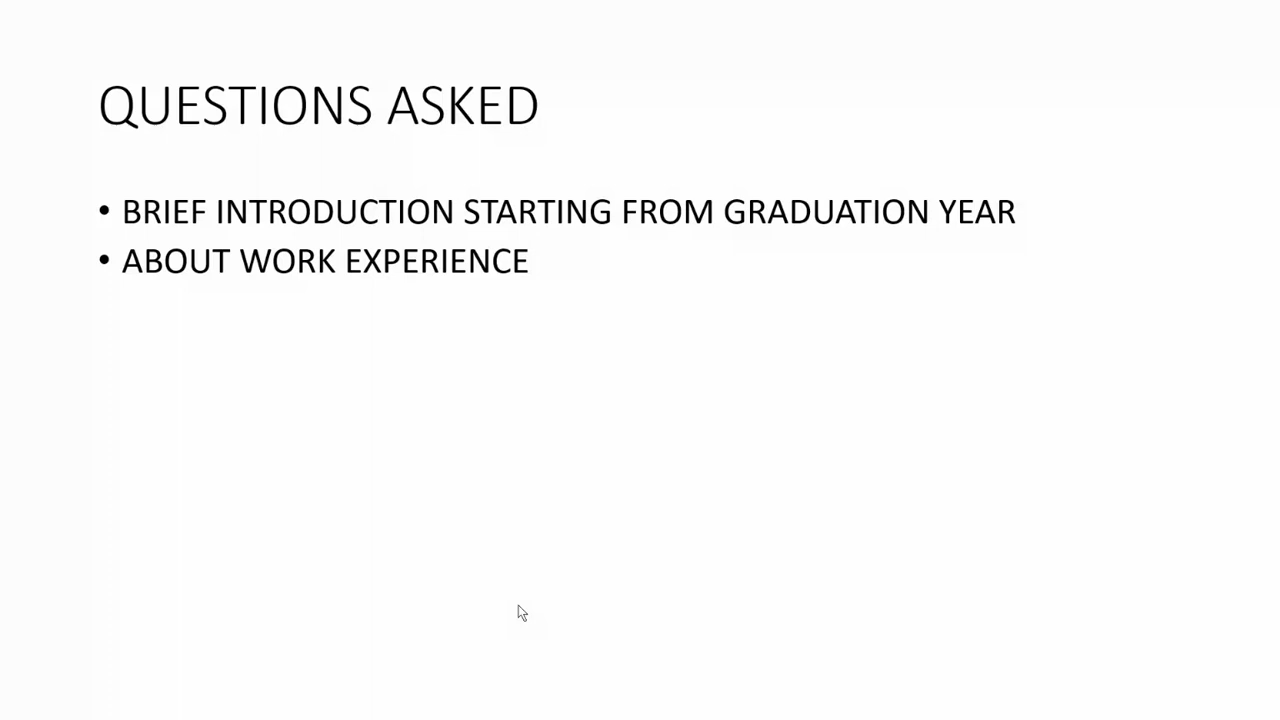 QUESTIONS ASKED
• BRIEF INTRODUCTION STARTING FROM GRADUATION YEAR
• ABOUT WORK EXPERIENCE